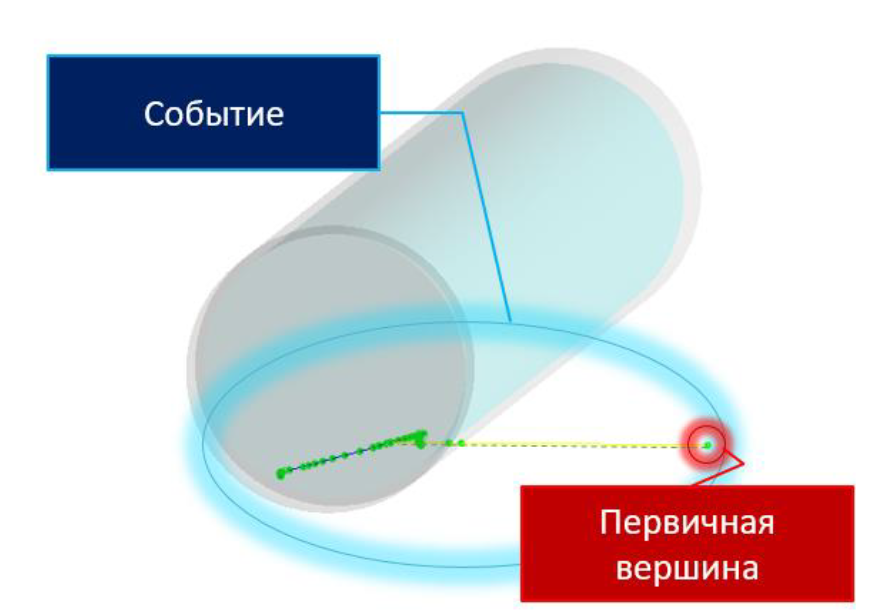 Событие
Первичная
вершина